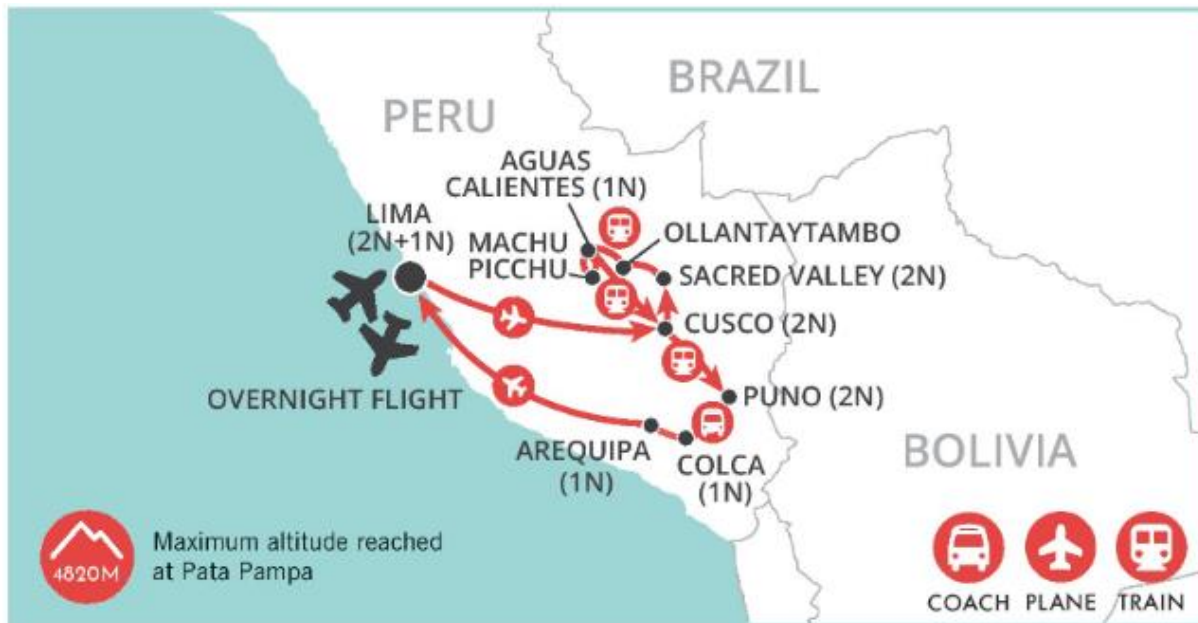 BRAZIL
PERU
AGUAS
CALIENTES (1N)
LIMA
(2N+1N)
MACHU
PICCHU
OLLANTAYTAMBO
SACRED VALLEY (2N)
CUSCO (2N)
OVERNIGHT FLIGHT
PUNO (2N)
AREQUIPA
(1N)
COLCA
(1N)
BOLIVIA
4820M
Maximum altitude reached
at Pata Pampa
COACH PLANE TRAIN